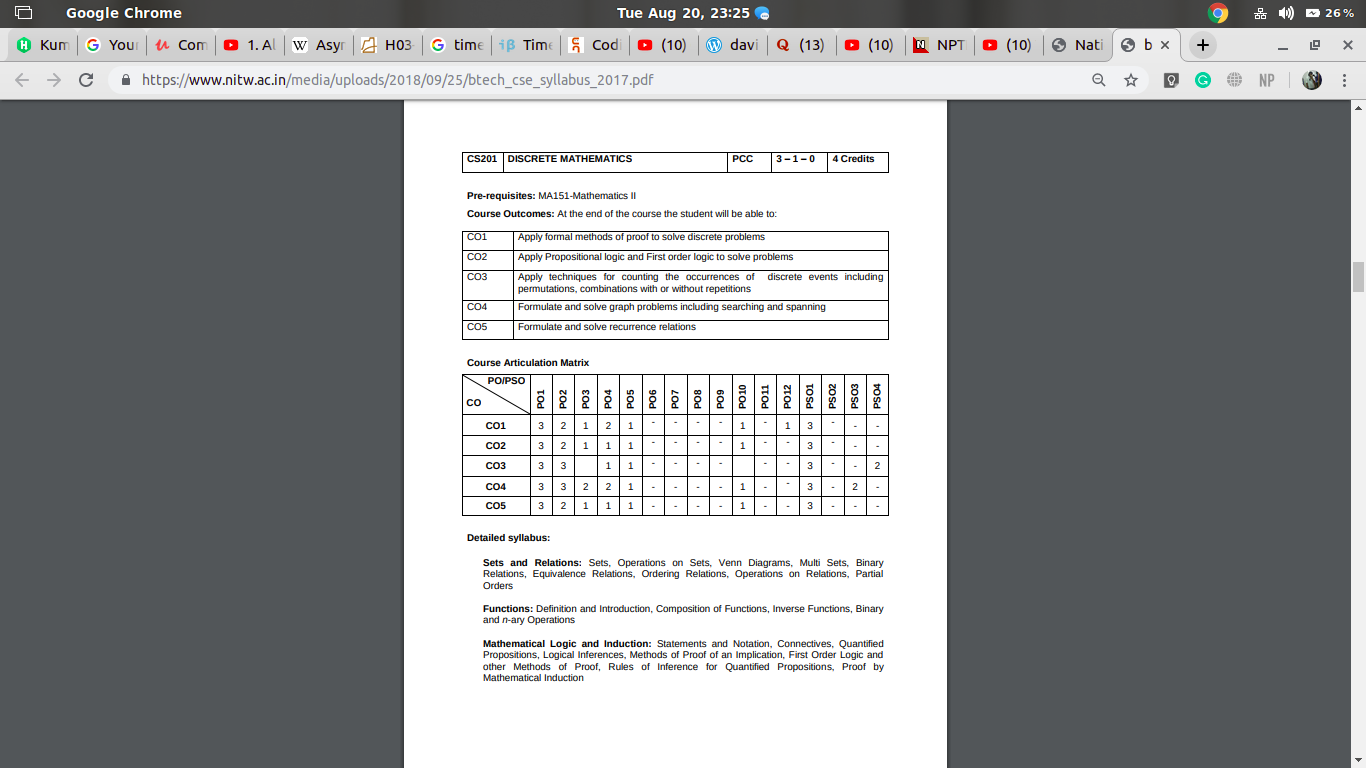 Google Chrome Tue Aug 20, 23:25 26 %
Kum You Com 1. Al Asyr H03- time Time Codi (10) davi (13) (10) NPT (10) Nati b
https://www.nitw.ac.in/media/uploads/2018/09/25/btech_cse_syllabus_2017.pdf NP
CS201 DISCRETE MATHEMATICS PCC 3 – 1 – 0 4 Credits
Pre-requisites: MA151-Mathematics II
Course Outcomes: At the end of the course the student will be able to:
CO1 Apply formal methods of proof to solve discrete problems
CO2 Apply Propositional logic and First order logic to solve problems
CO3 Apply techniques for counting the occurrences of discrete events including
permutations, combinations with or without repetitions
CO4 Formulate and solve graph problems including searching and spanning
CO5 Formulate and solve recurrence relations
Course Articulation Matrix
PO/PSO
CO PO1 PO2 PO3 PO4 PO5 PO6 PO7 PO8 PO9 PO10 PO11 PO12 PSO1 PSO2 PSO3 PSO4
CO1 3 2 1 2 1 - - - - 1 - 1 3 - - -
CO2 3 2 1 1 1 - - - - 1 - - 3 - - -
CO3 3 3 1 1 - - - - - - 3 - - 2
CO4 3 3 2 2 1 - - - - 1 - - 3 - 2 -
CO5 3 2 1 1 1 - - - - 1 - - 3 - - -
Detailed syllabus:
Sets and Relations: Sets, Operations on Sets, Venn Diagrams, Multi Sets, Binary
Relations, Equivalence Relations, Ordering Relations, Operations on Relations, Partial
Orders
Functions: Definition and Introduction, Composition of Functions, Inverse Functions, Binary
and n-ary Operations
Mathematical Logic and Induction: Statements and Notation, Connectives, Quantified
Propositions, Logical Inferences, Methods of Proof of an Implication, First Order Logic and
other Methods of Proof, Rules of Inference for Quantified Propositions, Proof by
Mathematical Induction